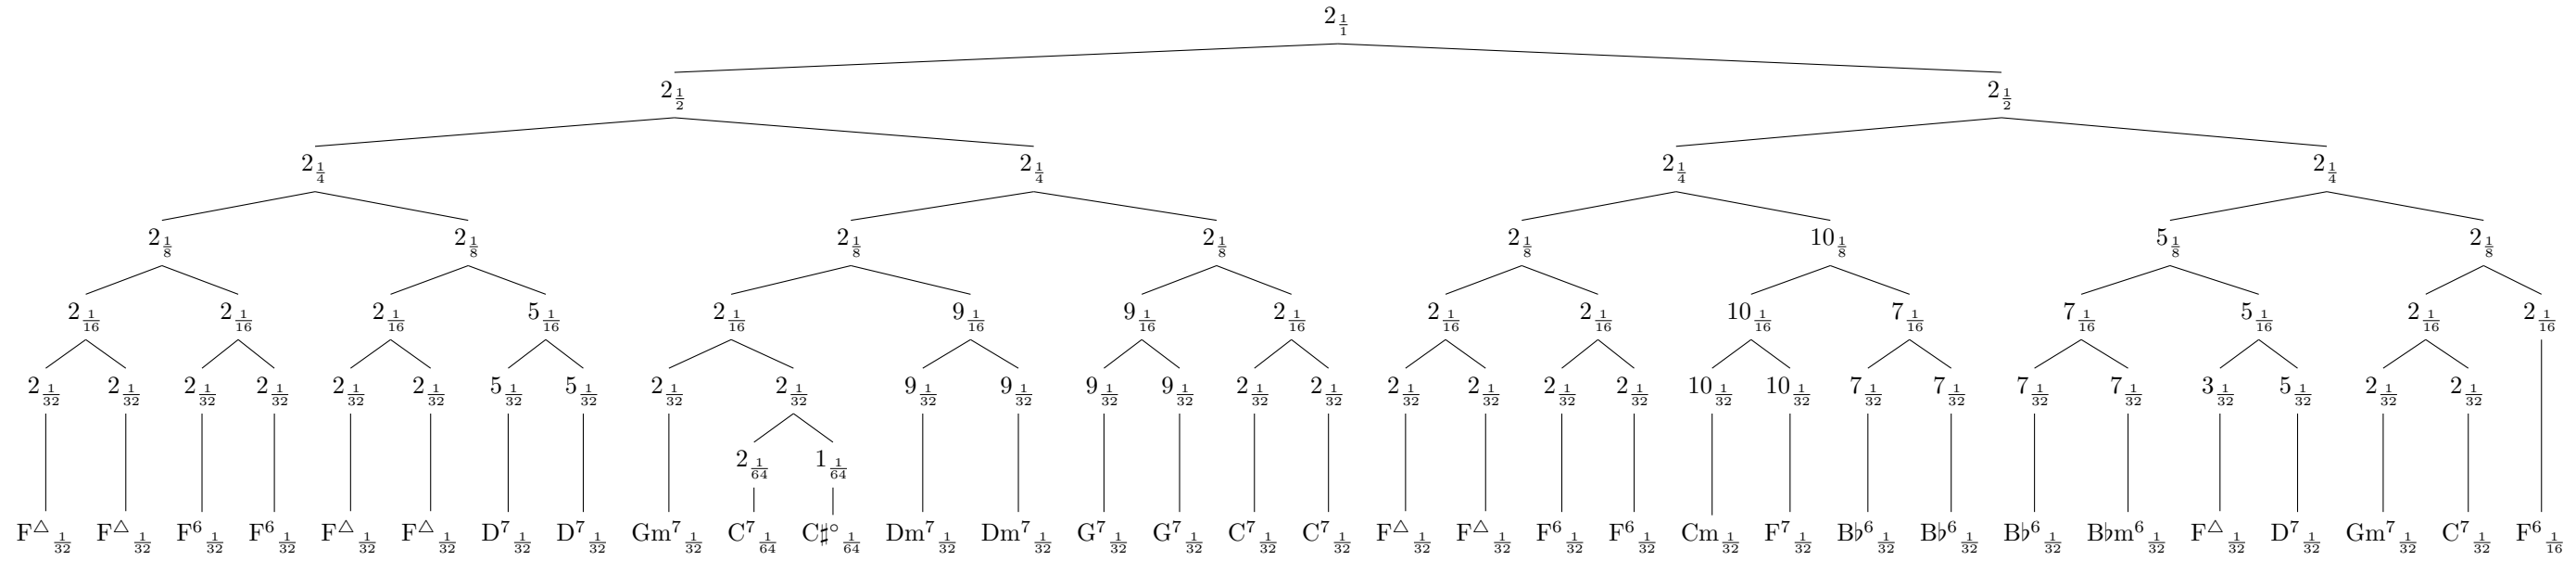 2 1/1
2 1/2 2 1/2
2 1/4 2 1/4 2 1/4 2 1/4
2 1/8 2 1/8 2 1/8 2 1/8 2 1/8 10 1/8 5 1/8 2 1/8
2 1/16 2 1/16 2 1/16 5 1/16 2 1/16 9 1/16 9 1/16 2 1/16 2 1/16 2 1/16 10 1/16 7 1/16 7 1/16 5 1/16 2 1/16 2 1/16
2 1/32 2 1/32 2 1/32 2 1/32 2 1/32 2 1/32 5 1/32 5 1/32 2 1/32 2 1/32 9 1/32 9 1/32 9 1/32 9 1/32 2 1/32 2 1/32 2 1/32 2 1/32 2 1/32 2 1/32 10 1/32 10 1/32 7 1/32 7 1/32 7 1/32 7 1/32 3 1/32 5 1/32 2 1/32 2 1/32
2 1/64 1 1/64
F△ 1/32 F△ 1/32 F⁶ 1/32 F⁶ 1/32 F△ 1/32 F△ 1/32 D⁷ 1/32 D⁷ 1/32 Gm⁷ 1/32 C⁷ 1/64 C♯° 1/64 Dm⁷ 1/32 Dm⁷ 1/32 G⁷ 1/32 G⁷ 1/32 C⁷ 1/32 C⁷ 1/32 F△ 1/32 F△ 1/32 F⁶ 1/32 F⁶ 1/32 Cm 1/32 F⁷ 1/32 B♭⁶ 1/32 B♭⁶ 1/32 B♭⁶ 1/32 B♭m⁶ 1/32 F△ 1/32 D⁷ 1/32 Gm⁷ 1/32 C⁷ 1/32 F⁶ 1/16